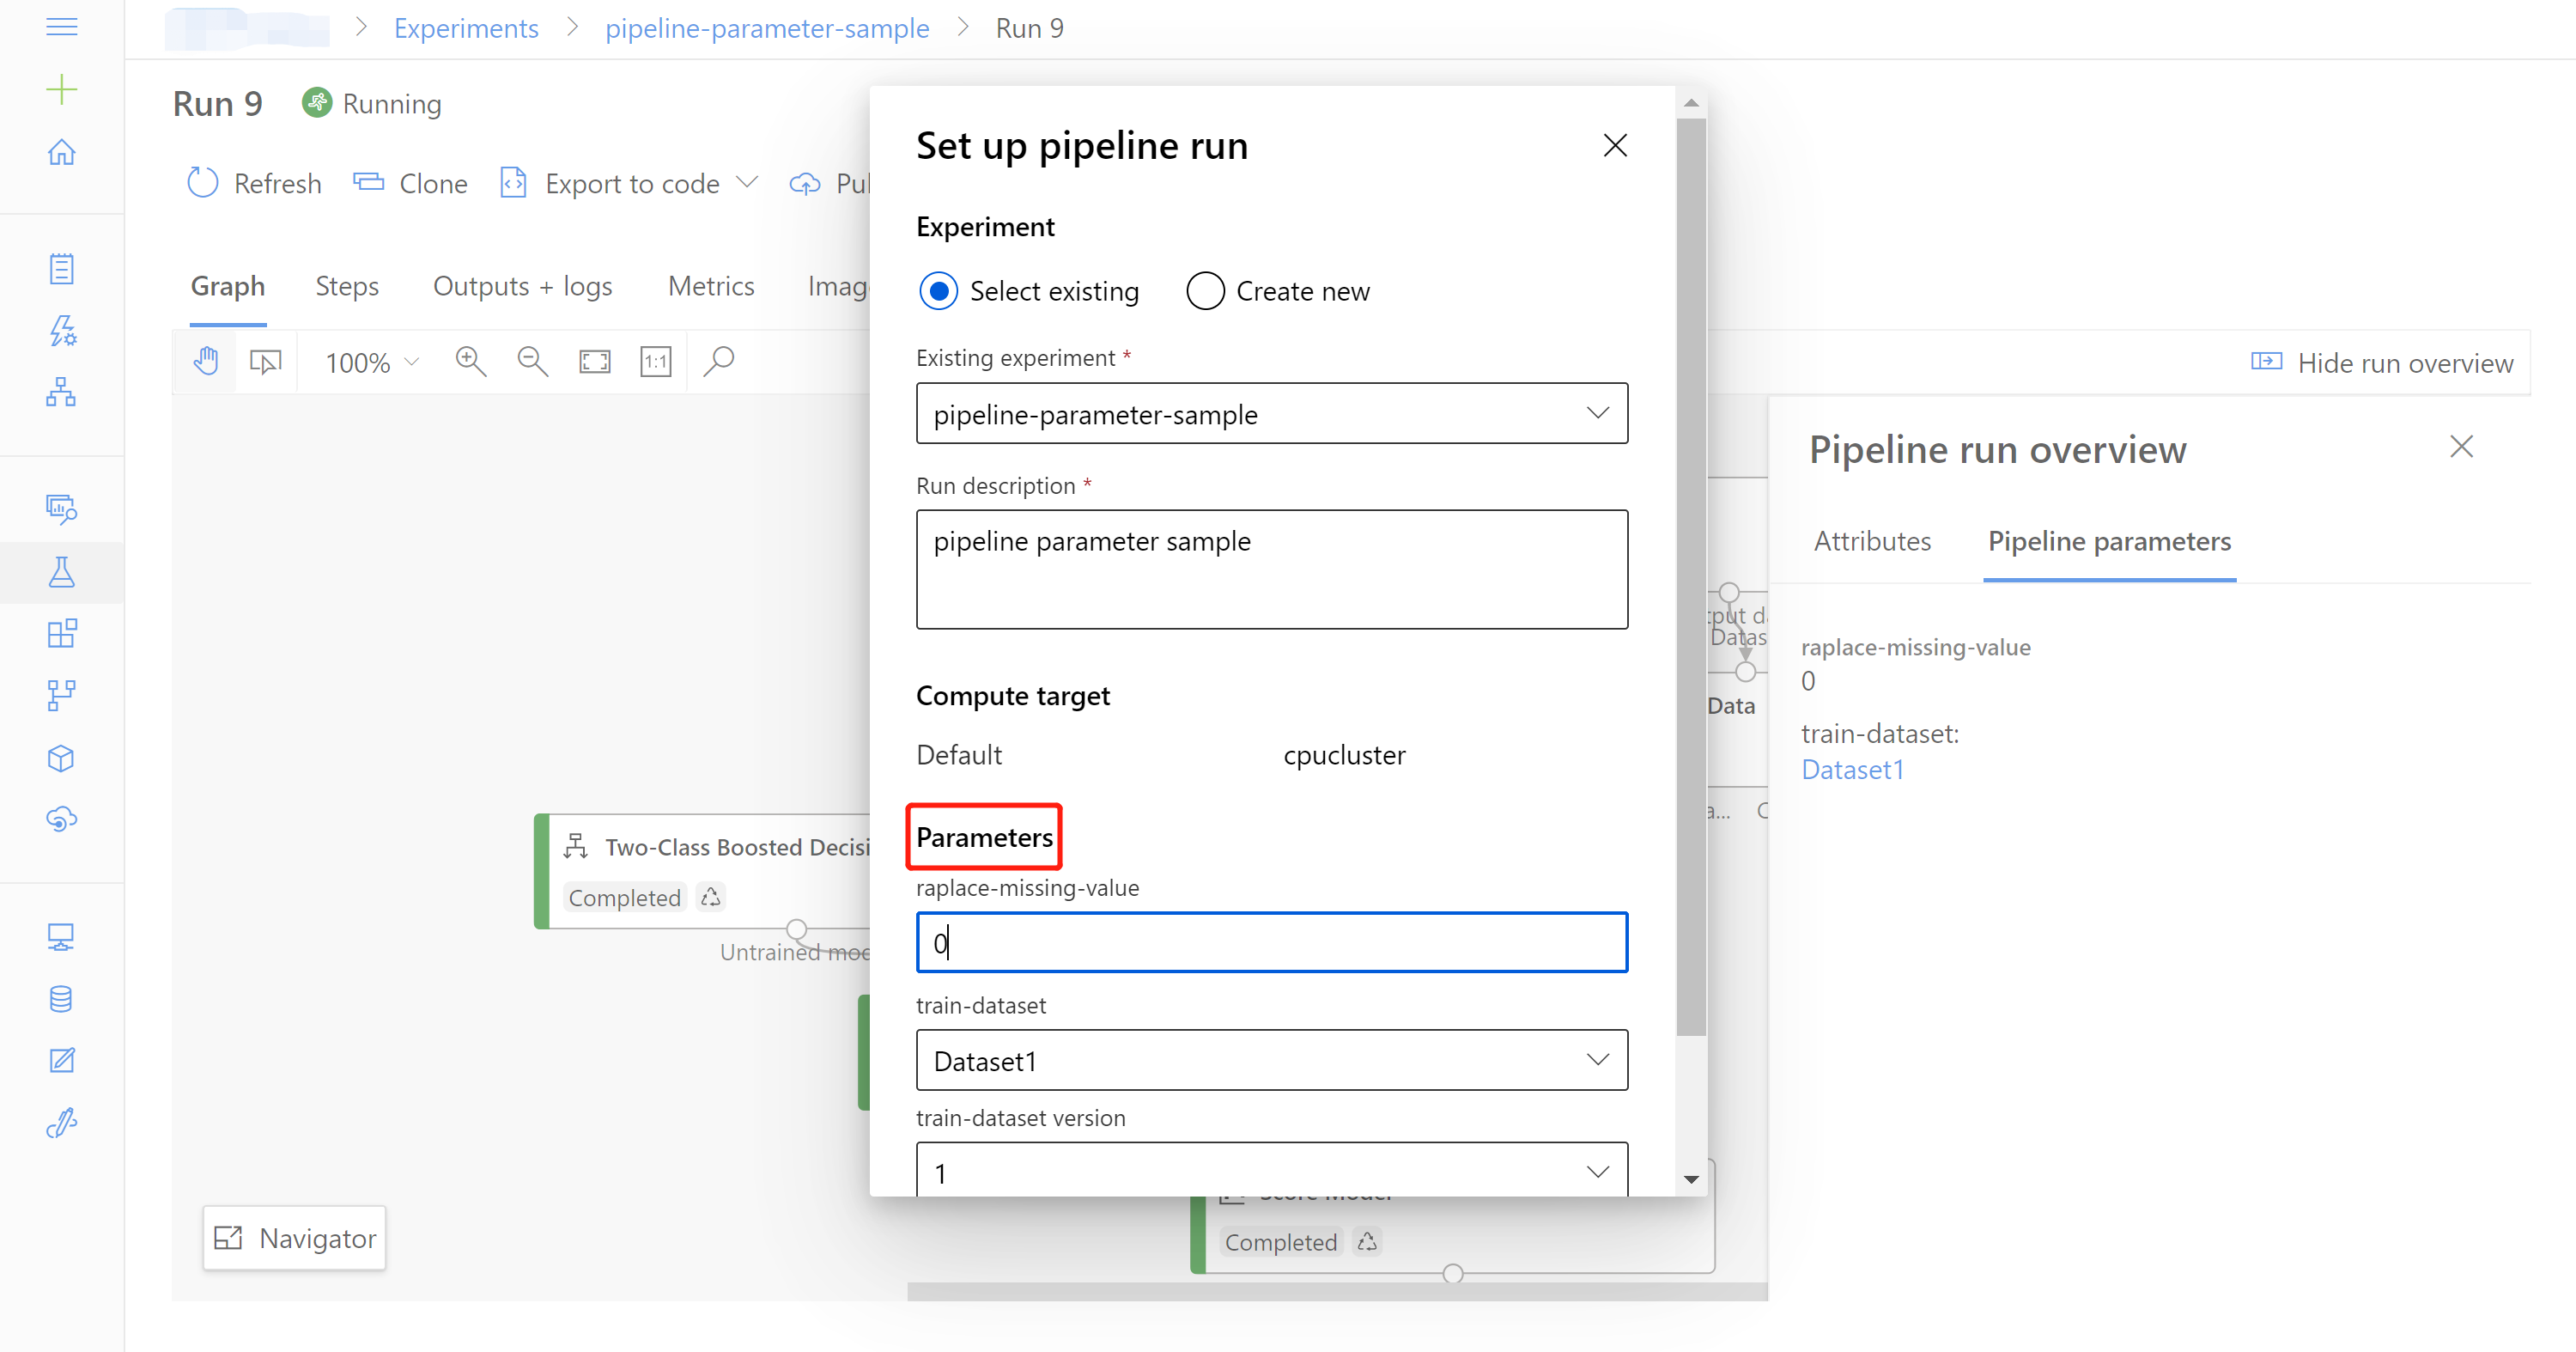 Experiments > pipeline-parameter-sample > Run 9
Run 9 Running
Refresh Clone Export to code
Graph Steps Outputs + logs Metrics
100% 1:1
Hide run overview
Set up pipeline run
Experiment
Select existing Create new
Existing experiment *
pipeline-parameter-sample
Run description *
pipeline parameter sample
Compute target
Default cpucluster
Parameters
raplace-missing-value
0
train-dataset
Dataset1
train-dataset version
1
Two-Class Boosted Decisi
Completed
Untrained mod
Data
Score Model
Completed
Navigator
Pipeline run overview
Attributes Pipeline parameters
raplace-missing-value
0
train-dataset:
Dataset1